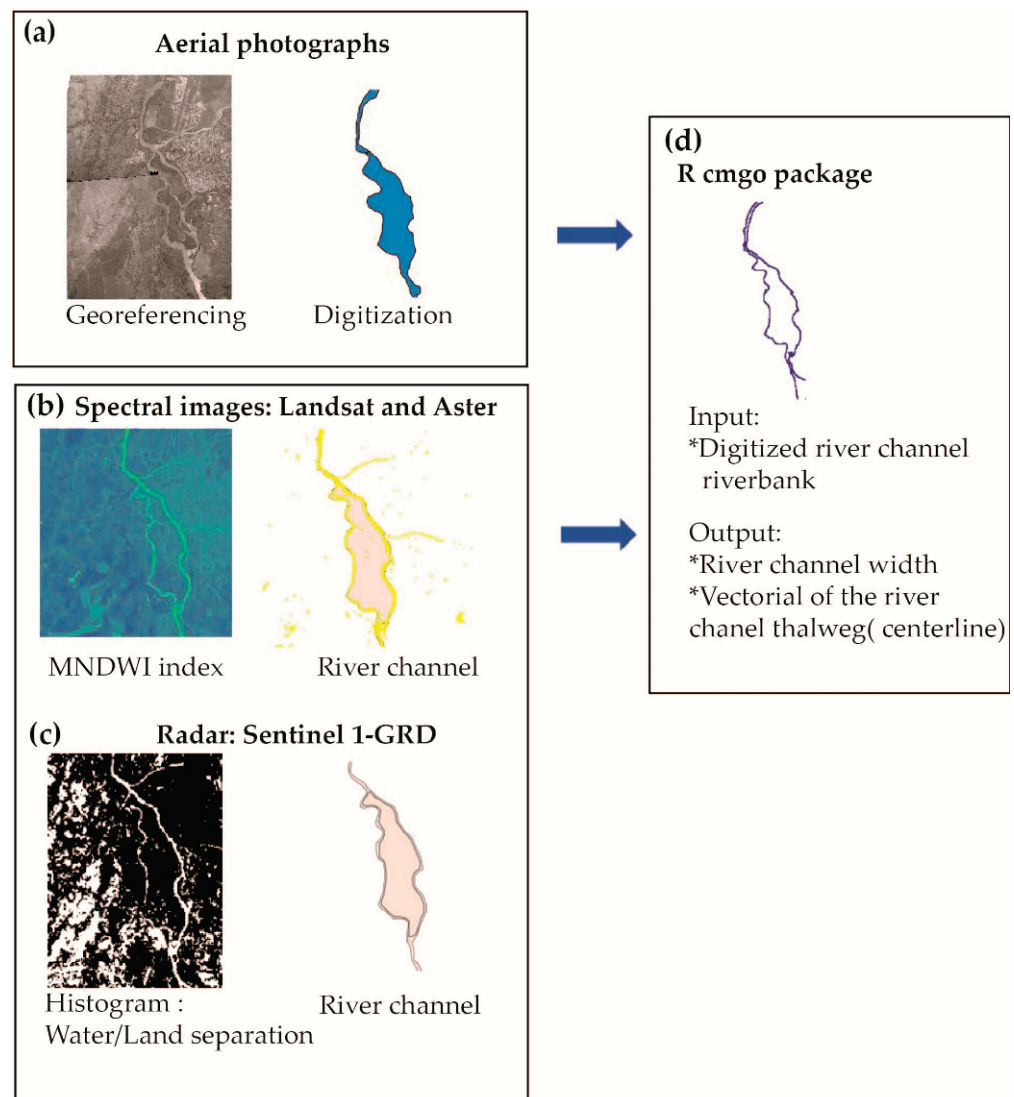 (a)
Aerial photographs
Georeferencing
Digitization
(b) Spectral images: Landsat and Aster
MNDWI index
River channel
(c)
Radar: Sentinel 1-GRD
Histogram :
Water/Land separation
River channel
(d)
R cmgo package
Input:
*Digitized river channel
riverbank
Output:
*River channel width
*Vectorial of the river
chanel thalweg( centerline)